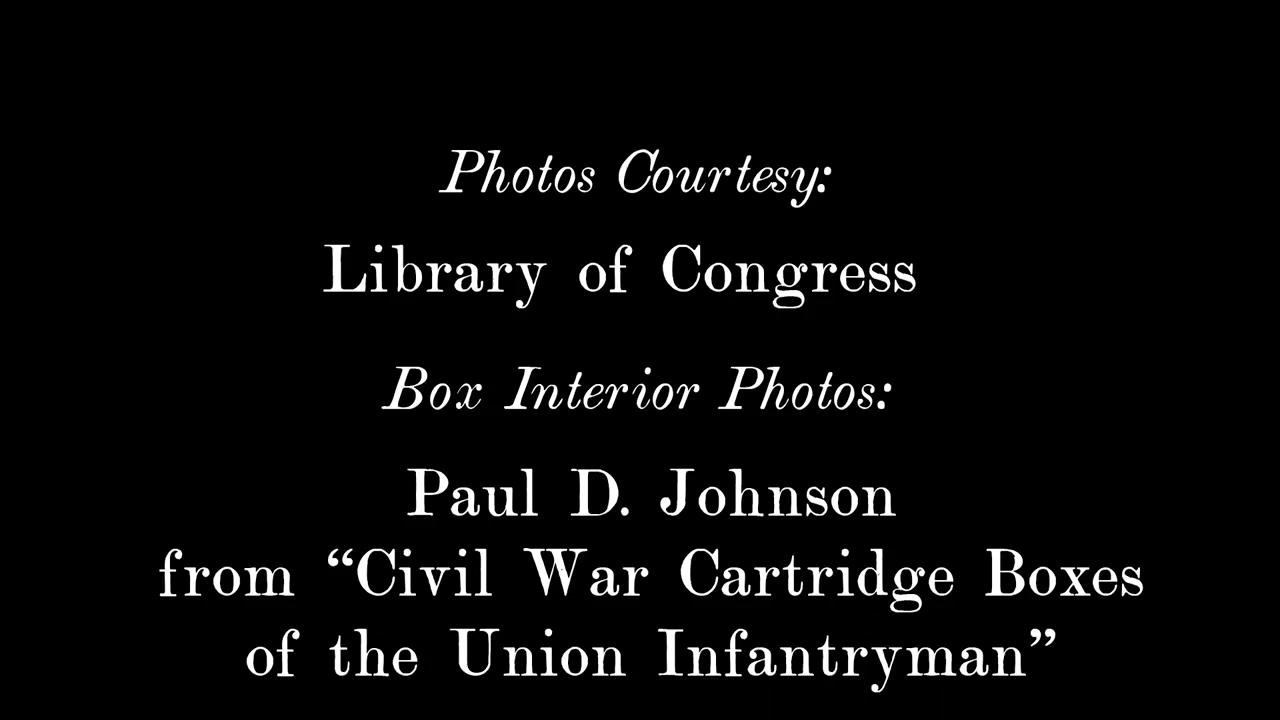 Photos Courtesy:
Library of Congress
Box Interior Photos:
Paul D. Johnson
from “Civil War Cartridge Boxes
of the Union Infantryman”